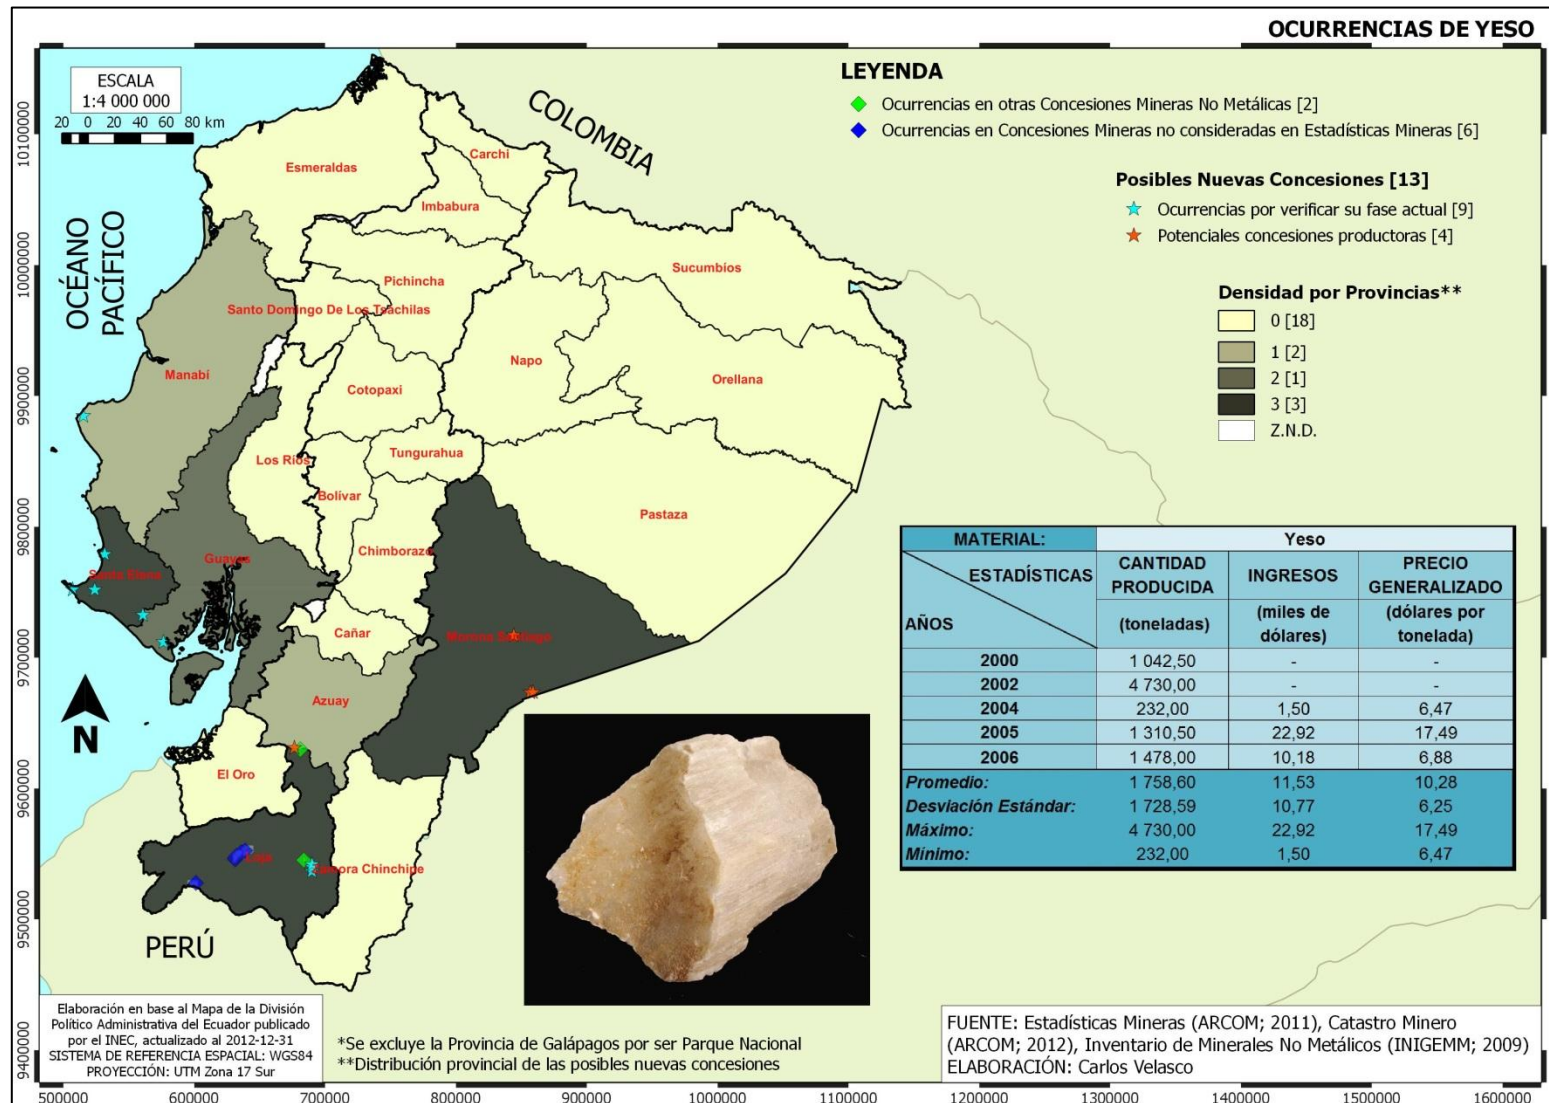 OCURRENCIAS DE YESO
ESCALA
1:4 000 000
20 0 20 40 60 80 km
LEYENDA
Ocurrencias en otras Concesiones Mineras No Metálicas [2]
Ocurrencias en Concesiones Mineras no consideradas en Estadísticas Mineras [6]
Posibles Nuevas Concesiones [13]
Ocurrencias por verificar su fase actual [9]
Potenciales concesiones productoras [4]
Densidad por Provincias**
0 [18]
1 [2]
2 [1]
3 [3]
Z.N.D.
COLOMBIA
OCÉANO
PACÍFICO
PERÚ
N
Esmeraldas
Carchi
Imbabura
Pichincha
Sucumbíos
Santo Domingo De Los Tsáchilas
Napo
Orellana
Manabí
Cotopaxi
Tungurahua
Los Ríos
Bolívar
Pastaza
Chimborazo
Guayas
Santa Elena
Cañar
Morona Santiago
Azuay
El Oro
Loja
Zamora Chinchipe
MATERIAL: Yeso
ESTADÍSTICAS
AÑOS
CANTIDAD
PRODUCIDA
(toneladas)
INGRESOS
(miles de
dólares)
PRECIO
GENERALIZADO
(dólares por
tonelada)
2000 1 042,50 - -
2002 4 730,00 - -
2004 232,00 1,50 6,47
2005 1 310,50 22,92 17,49
2006 1 478,00 10,18 6,88
Promedio: 1 758,60 11,53 10,28
Desviación Estándar: 1 728,59 10,77 6,25
Máximo: 4 730,00 22,92 17,49
Mínimo: 232,00 1,50 6,47
Elaboración en base al Mapa de la División
Político Administrativa del Ecuador publicado
por el INEC, actualizado al 2012-12-31
SISTEMA DE REFERENCIA ESPACIAL: WGS84
PROYECCIÓN: UTM Zona 17 Sur
*Se excluye la Provincia de Galápagos por ser Parque Nacional
**Distribución provincial de las posibles nuevas concesiones
FUENTE: Estadísticas Mineras (ARCOM; 2011), Catastro Minero
(ARCOM; 2012), Inventario de Minerales No Metálicos (INIGEMM; 2009)
ELABORACIÓN: Carlos Velasco
10100000
10000000
9900000
9800000
9700000
9600000
9500000
9400000
500000 600000 700000 800000 900000 1000000 1100000 1200000 1300000 1400000 1500000 1600000